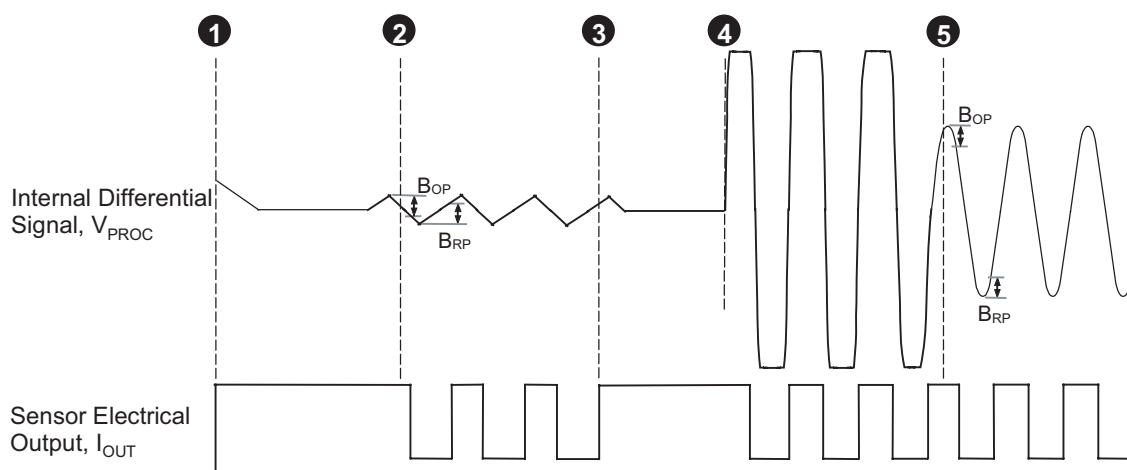 1 2 3 4 5
B_OP
B_OP
Internal Differential
Signal, V_PROC
B_RP
B_RP
Sensor Electrical
Output, I_OUT